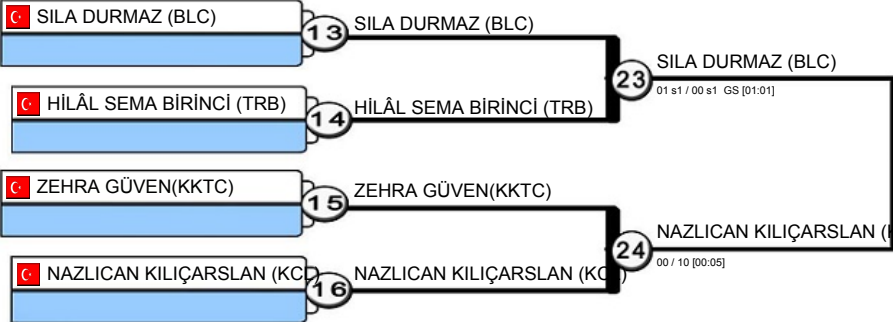 SILA DURMAZ (BLC)
13
SILA DURMAZ (BLC)
HİLÂL SEMA BİRİNCİ (TRB)
14
HİLÂL SEMA BİRİNCİ (TRB)
23
SILA DURMAZ (BLC)
01 s1 / 00 s1 GS [01:01]
ZEHRA GÜVEN(KKTC)
15
ZEHRA GÜVEN(KKTC)
NAZLICAN KILIÇARSLAN (KCL)
16
NAZLICAN KILIÇARSLAN (KC
24
NAZLICAN KILIÇARSLAN (
00 / 10 [00:05]